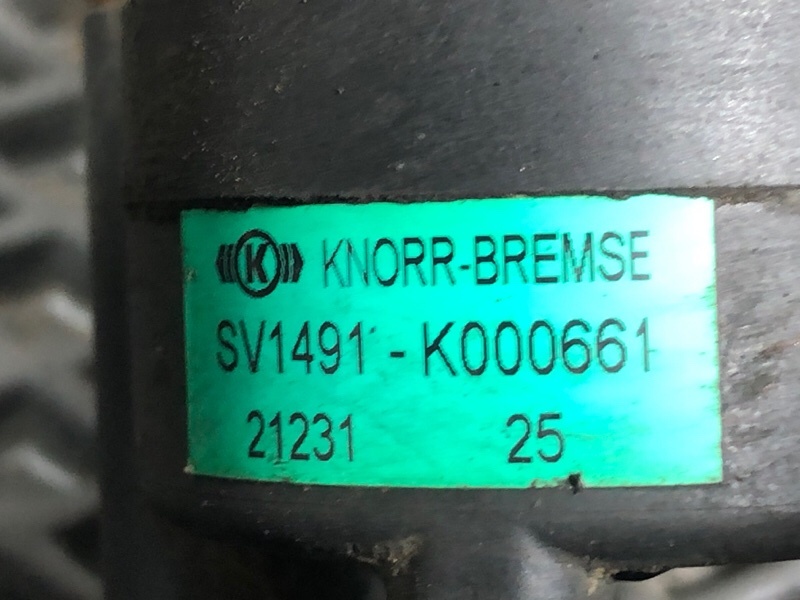 K KNORR-BREMSE
SV1491 - K000661
21231 25